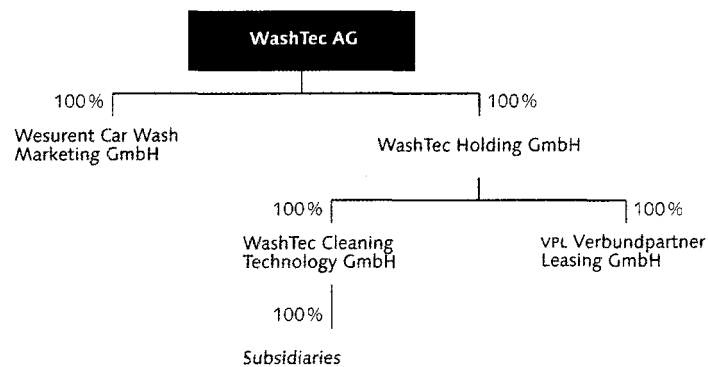 WashTec AG
100%
100%
Wesurent Car Wash
Marketing GmbH
WashTec Holding GmbH
100%
100%
WashTec Cleaning
Technology GmbH
VPL Verbundpartner
Leasing GmbH
100%
Subsidiaries